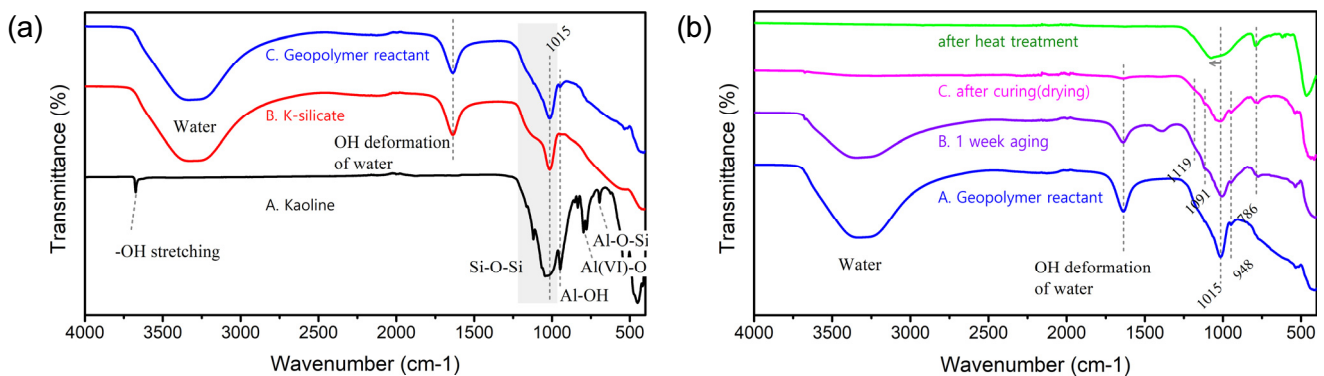 (a)
C. Geopolymer reactant
1015
Water
B. K-silicate
OH deformation
of water
A. Kaoline
-OH stretching
Si-O-Si
Al-O-Si
Al(VI)-O
Al-OH
Transmittance (%)
4000 3500 3000 2500 2000 1500 1000 500
Wavenumber (cm-1)
(b)
after heat treatment
C. after curing(drying)
B. 1 week aging
1119
1091
786
A. Geopolymer reactant
Water
OH deformation
of water
1015
948
Transmittance (%)
4000 3500 3000 2500 2000 1500 1000 500
Wavenumber (cm-1)